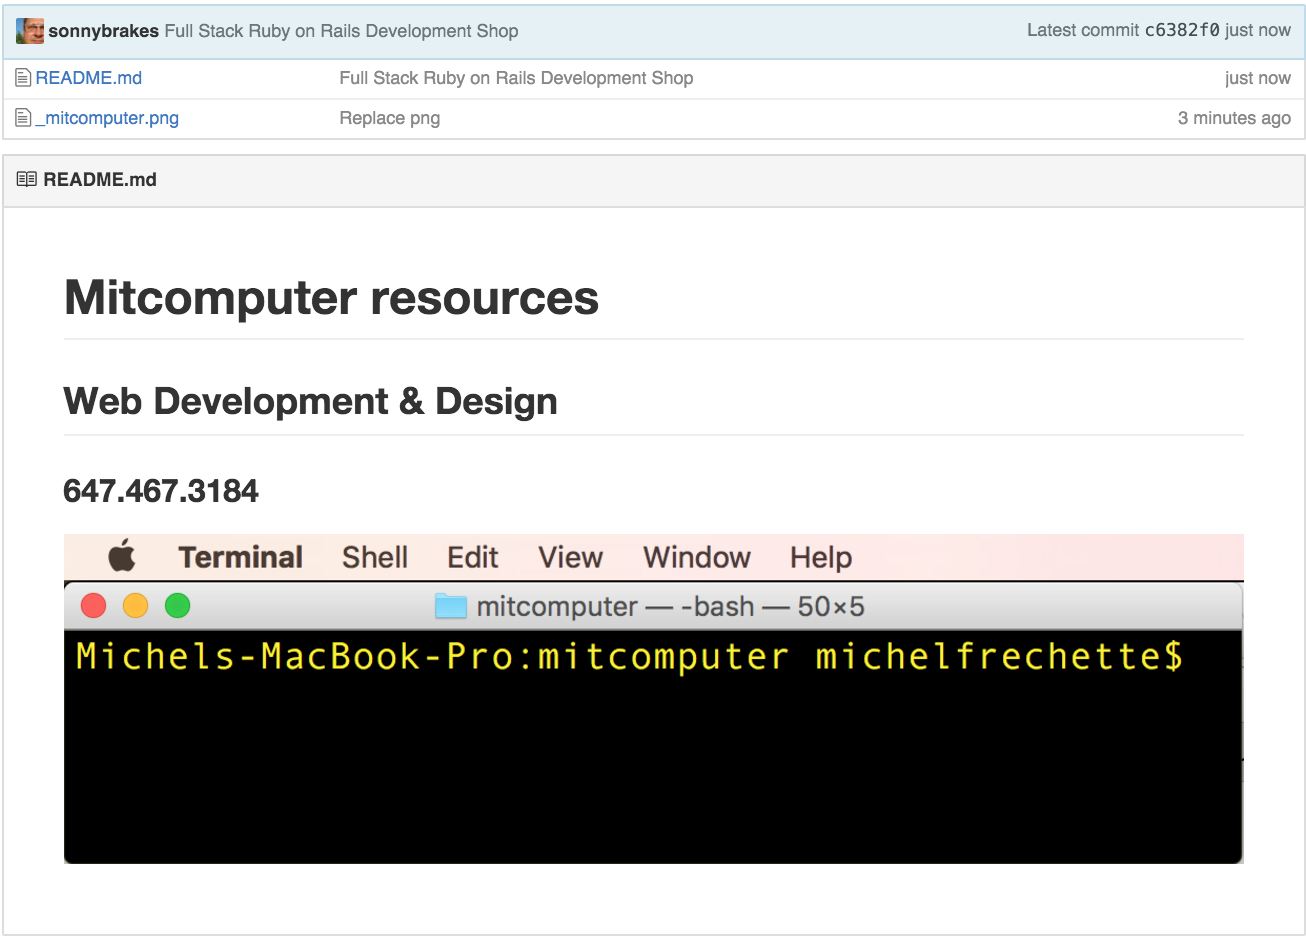 sonnybrakes Full Stack Ruby on Rails Development Shop Latest commit c6382f0 just now
README.md Full Stack Ruby on Rails Development Shop just now
_mitcomputer.png Replace png 3 minutes ago
README.md
Mitcomputer resources
Web Development & Design
647.467.3184
Terminal Shell Edit View Window Help
mitcomputer — -bash — 50×5
Michels-MacBook-Pro:mitcomputer michelfrechette$